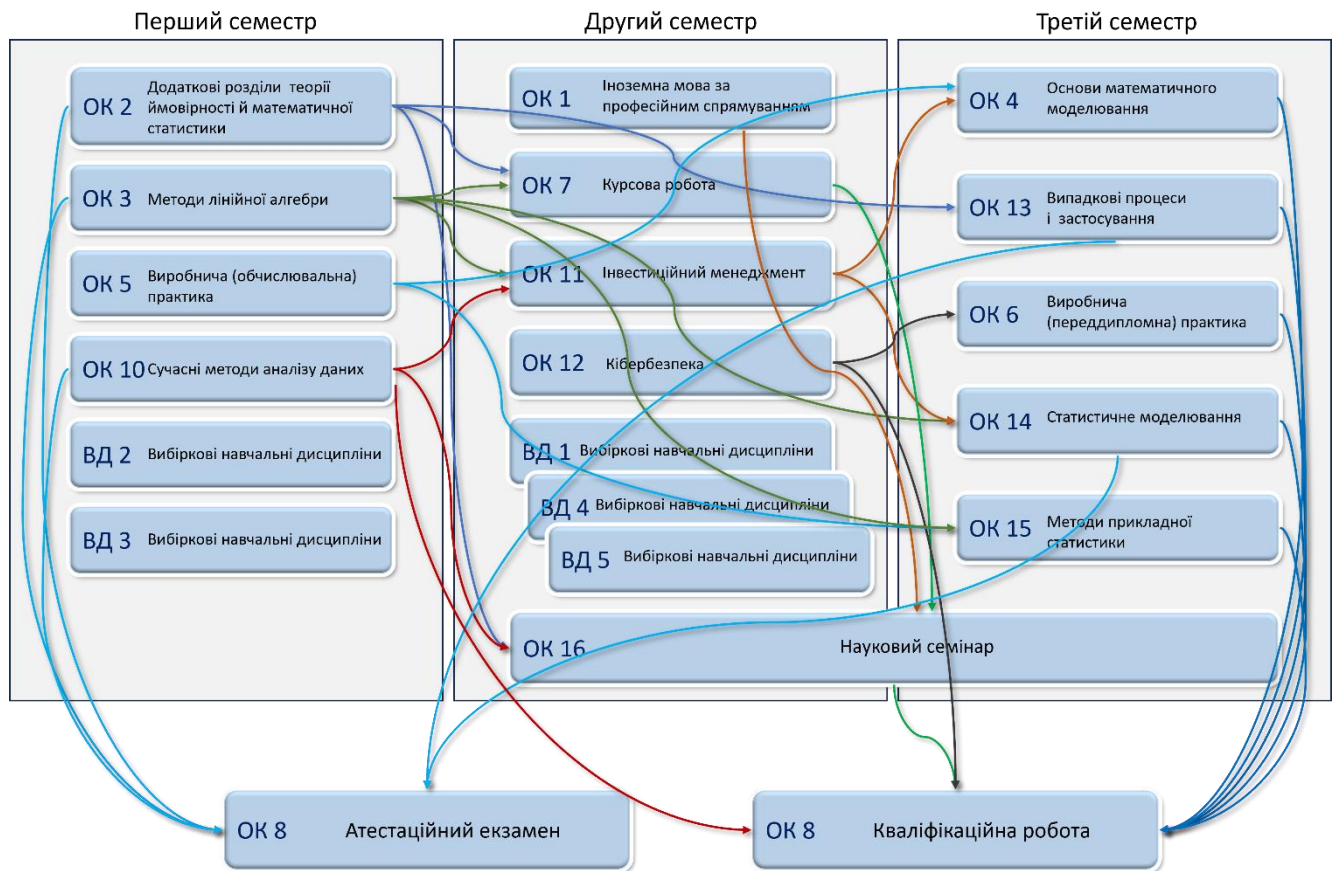 Перший семестр
Другий семестр
Третій семестр
ОК 2
Додаткові розділи теорії
ймовірності й математичної
статистики
ОК 3
Методи лінійної алгебри
ОК 5
Виробнича (обчислювальна)
практика
ОК 10
Сучасні методи аналізу даних
ВД 2
Вибіркові навчальні дисципліни
ВД 3
Вибіркові навчальні дисципліни
ОК 1
Іноземна мова за
професійним спрямуванням
ОК 7
Курсова робота
ОК 11
Інвестиційний менеджмент
ОК 12
Кібербезпека
ВД 1
Вибіркові навчальні дисципліни
ВД 4
Вибіркові навчальні дисципліни
ВД 5
Вибіркові навчальні дисципліни
ОК 4
Основи математичного
моделювання
ОК 13
Випадкові процеси
і застосування
ОК 6
Виробнича
(переддипломна) практика
ОК 14
Статистичне моделювання
ОК 15
Методи прикладної
статистики
ОК 16
Науковий семінар
ОК 8
Атестаційний екзамен
ОК 8
Кваліфікаційна робота